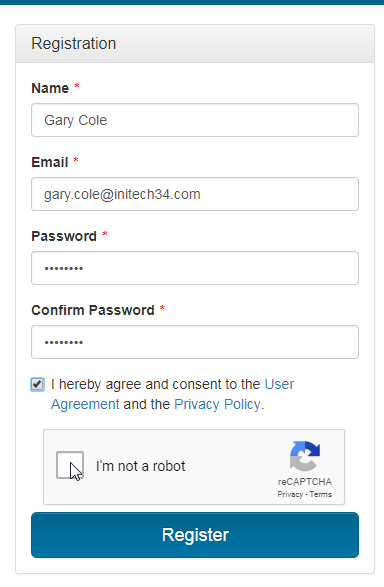 Registration
Name *
Gary Cole
Email *
gary.cole@initech34.com
Password *
••••••••
Confirm Password *
••••••••
I hereby agree and consent to the User
Agreement and the Privacy Policy.
I'm not a robot
reCAPTCHA
Privacy - Terms
Register